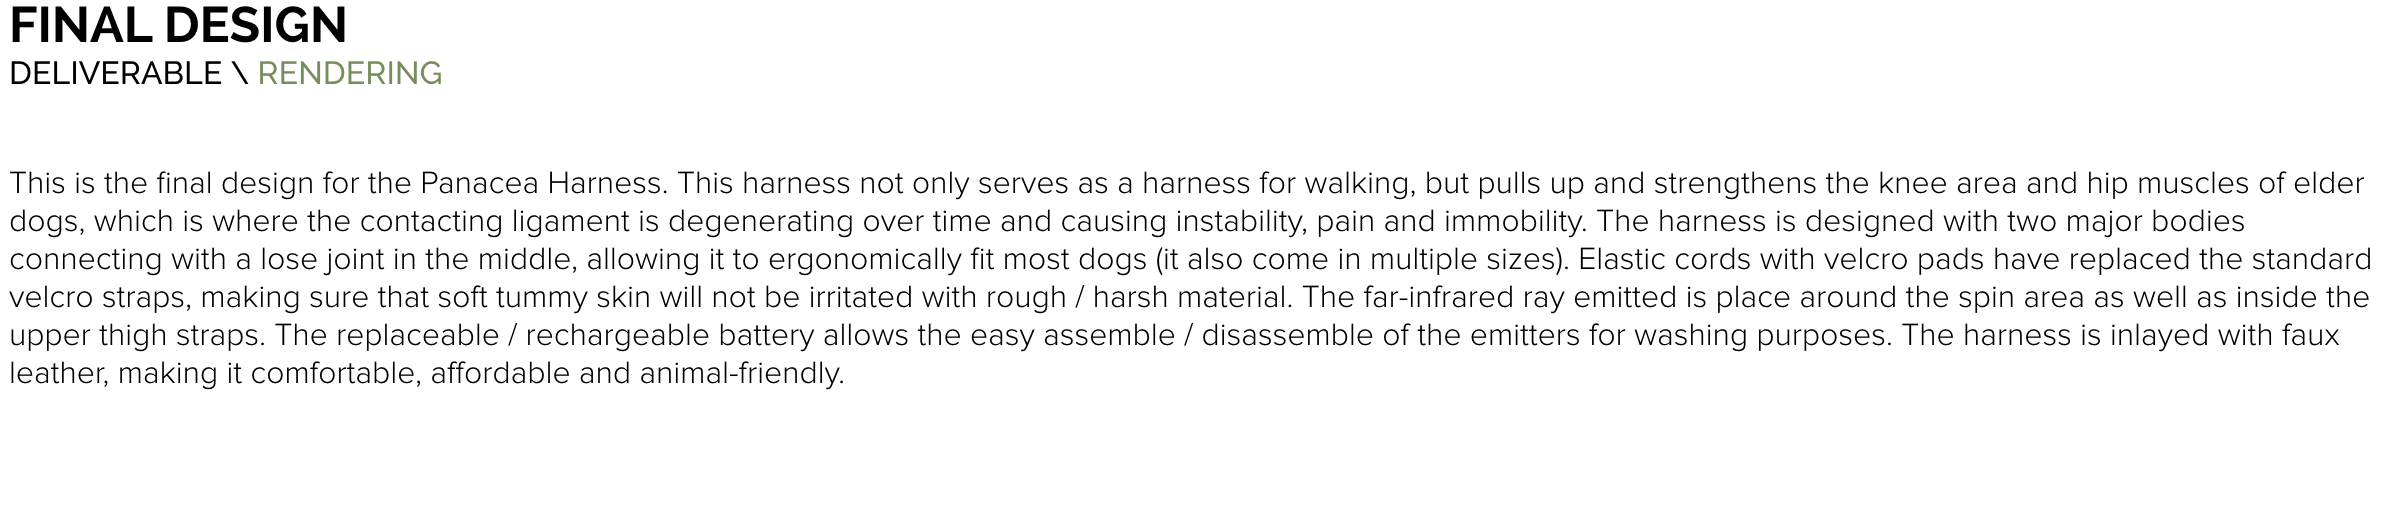 FINAL DESIGN
DELIVERABLE \ RENDERING
This is the final design for the Panacea Harness. This harness not only serves as a harness for walking, but pulls up and strengthens the knee area and hip muscles of elder
dogs, which is where the contacting ligament is degenerating over time and causing instability, pain and immobility. The harness is designed with two major bodies
connecting with a lose joint in the middle, allowing it to ergonomically fit most dogs (it also come in multiple sizes). Elastic cords with velcro pads have replaced the standard
velcro straps, making sure that soft tummy skin will not be irritated with rough / harsh material. The far-infrared ray emitted is place around the spin area as well as inside the
upper thigh straps. The replaceable / rechargeable battery allows the easy assemble / disassemble of the emitters for washing purposes. The harness is inlayed with faux
leather, making it comfortable, affordable and animal-friendly.